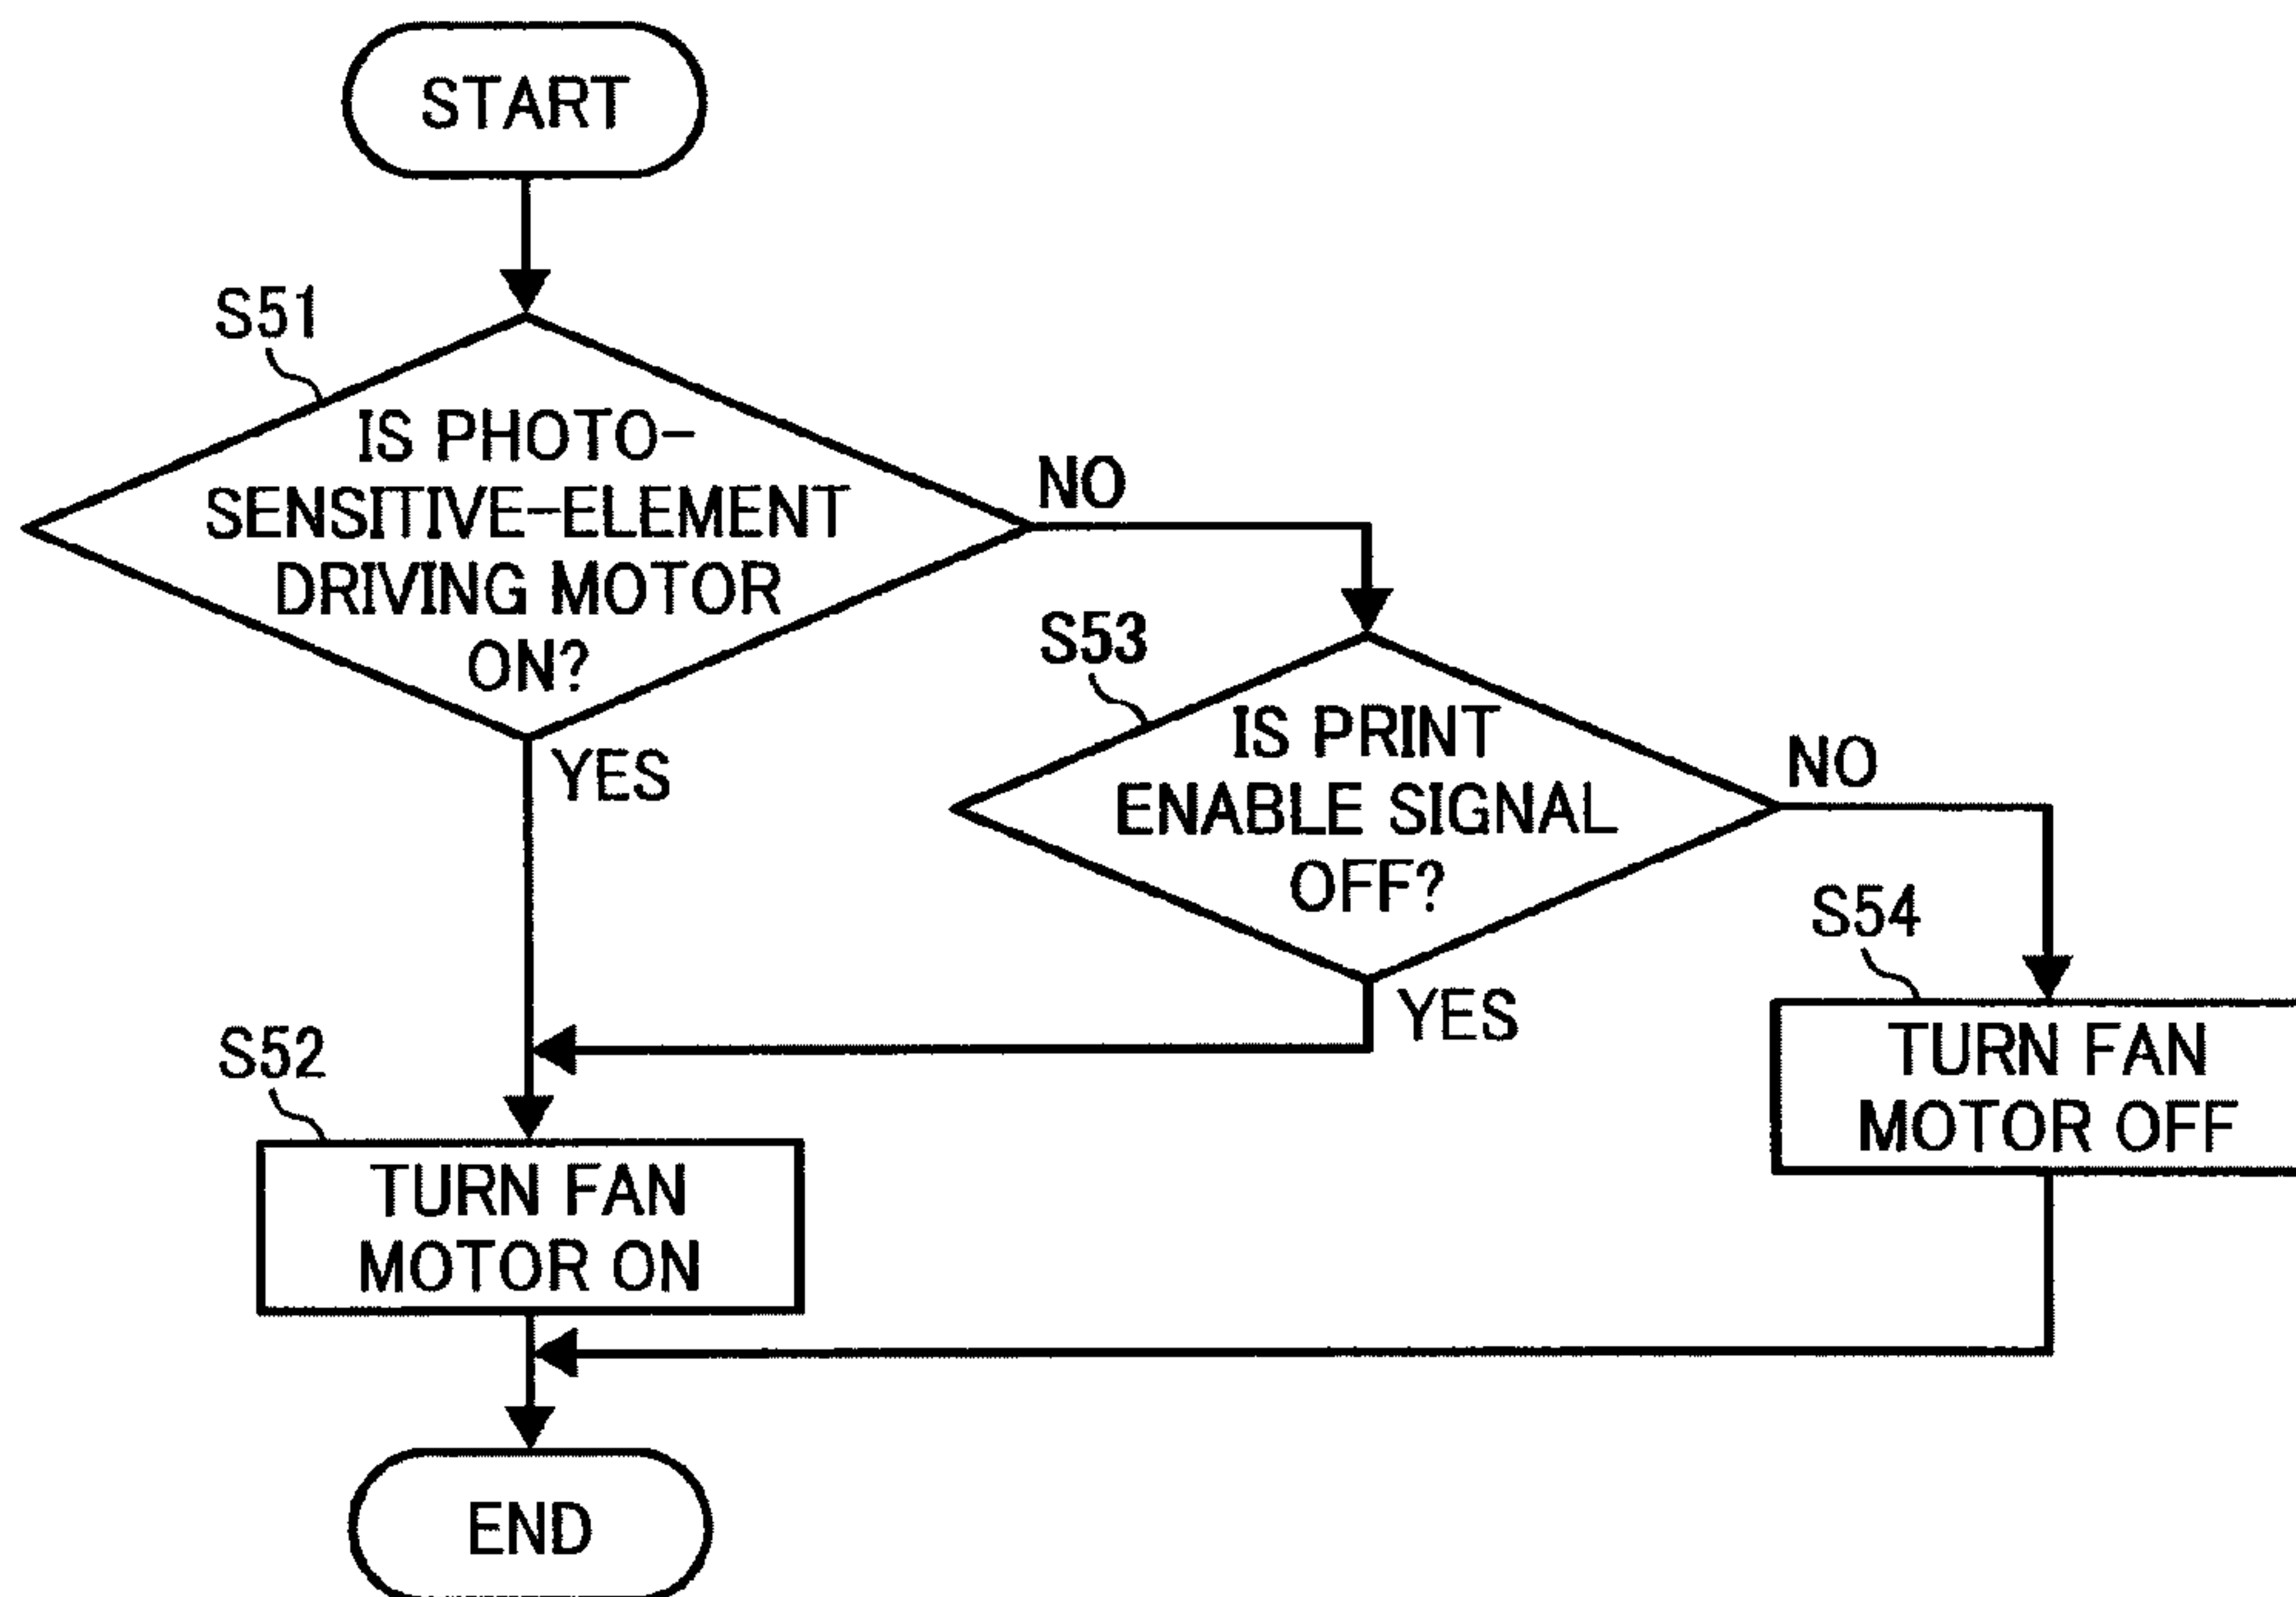 START
S51
IS PHOTO-
SENSITIVE-ELEMENT
DRIVING MOTOR
ON?
NO
YES
S53
IS PRINT
ENABLE SIGNAL
OFF?
NO
YES
S54
TURN FAN
MOTOR OFF
S52
TURN FAN
MOTOR ON
END